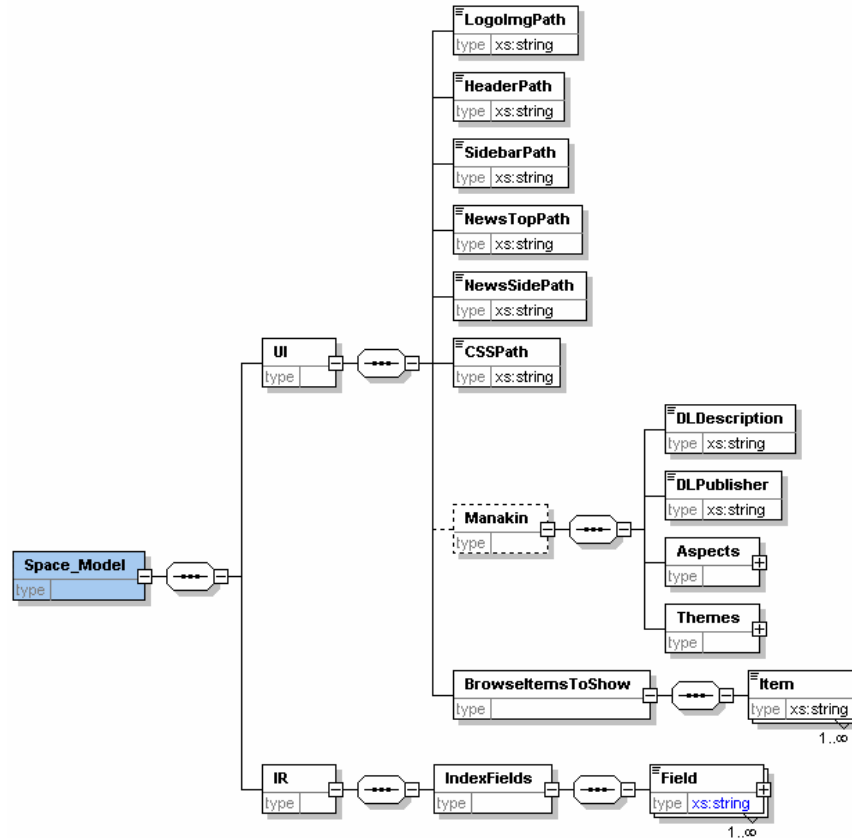 LogoImgPath
type xs:string
HeaderPath
type xs:string
SidebarPath
type xs:string
NewsTopPath
type xs:string
NewsSidePath
type xs:string
UI
type
CSSPath
type xs:string
DLDescription
type xs:string
DLPublisher
type xs:string
Manakin
type
Aspects
type
Themes
type
Space_Model
type
BrowseItemsToShow
type
Item
type xs:string
1..∞
IR
type
IndexFields
type
Field
type xs:string
1..∞